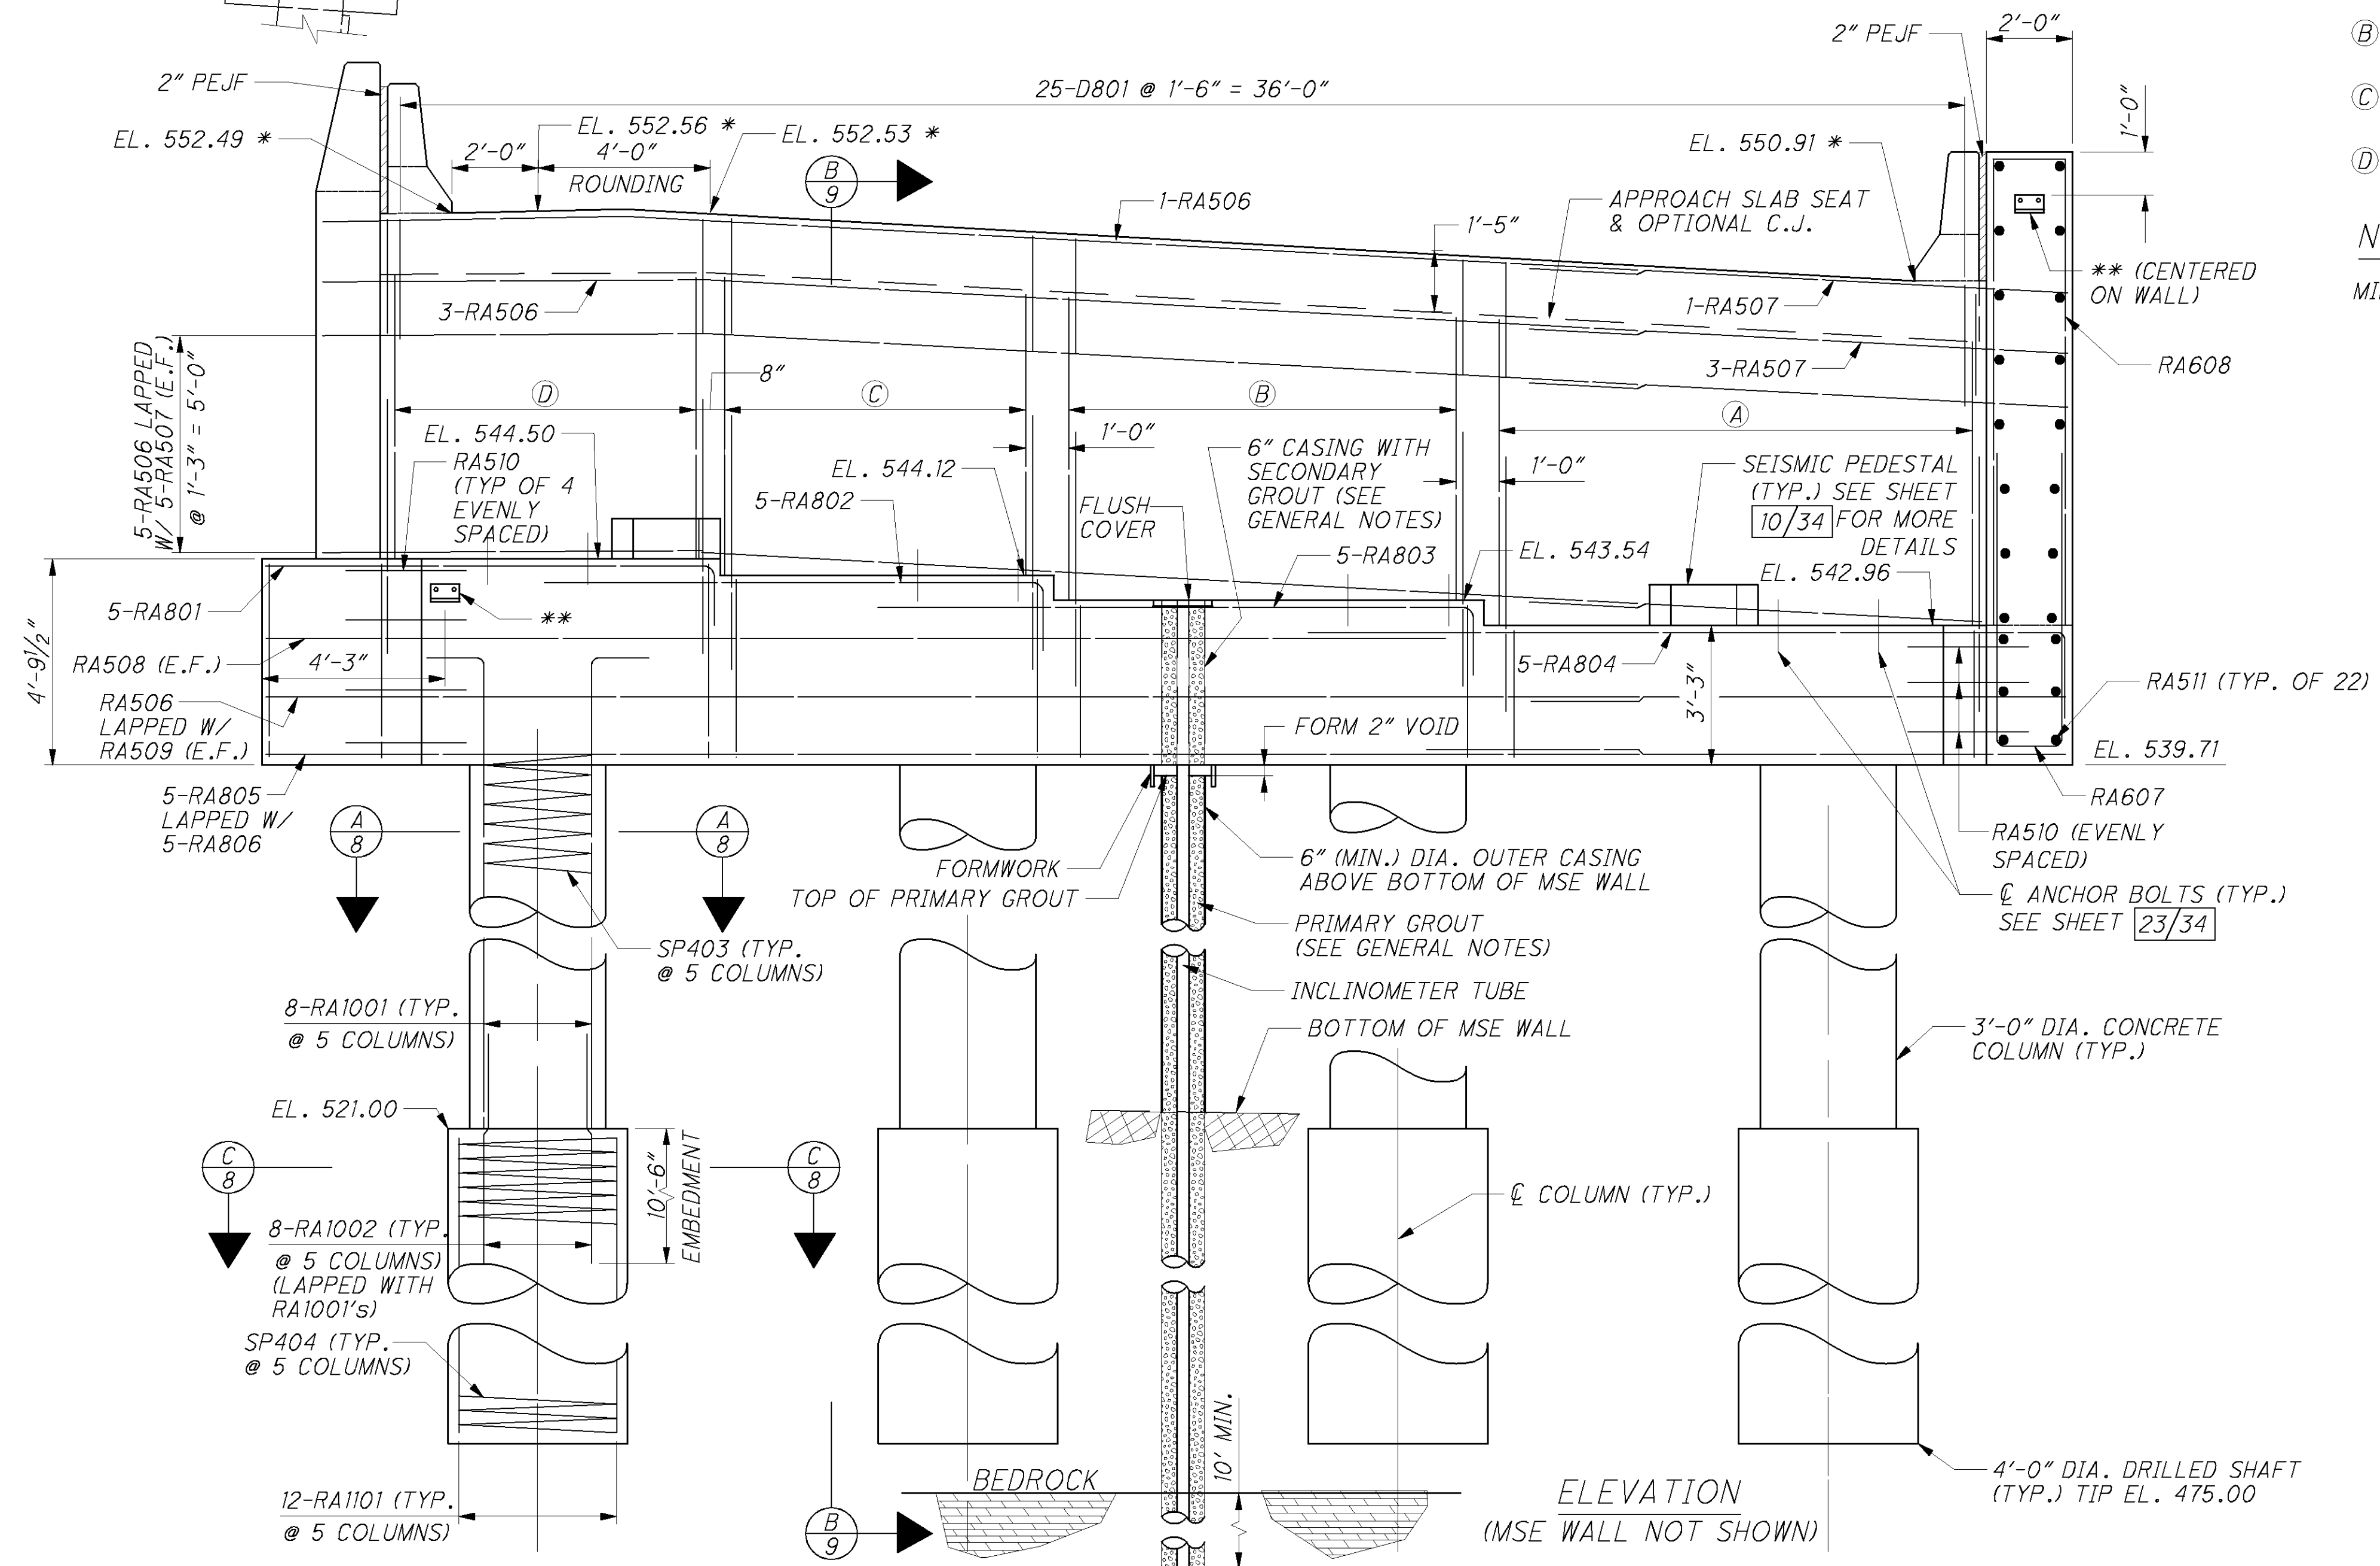 2" PEJF
2'-0"
B
2" PEJF
25-D801 @ 1'-6" = 36'-0"
1'-0"
C
EL. 552.49 *
EL. 552.56 *
EL. 552.53 *
2'-0"
4'-0"
ROUNDING
B
9
EL. 550.91 *
D
1-RA506
APPROACH SLAB SEAT
& OPTIONAL C.J.
1'-5"
** (CENTERED
ON WALL)
N
MI
3-RA506
1-RA507
3-RA507
RA608
5-RA506 LAPPED
W/ 5-RA507 (E.F.)
@ 1'-3" = 5'-0"
8"
D
C
B
A
EL. 544.50
RA510
(TYP OF 4
EVENLY
SPACED)
1'-0"
EL. 544.12
5-RA802
FLUSH
COVER
6" CASING WITH
SECONDARY
GROUT (SEE
GENERAL NOTES)
1'-0"
SEISMIC PEDESTAL
(TYP.) SEE SHEET
10/34 FOR MORE
DETAILS
5-RA803
EL. 543.54
EL. 542.96
5-RA801
**
4'-9 1/2"
RA508 (E.F.)
4'-3"
5-RA804
3'-3"
RA511 (TYP. OF 22)
RA506
LAPPED W/
RA509 (E.F.)
FORM 2" VOID
EL. 539.71
5-RA805
LAPPED W/
5-RA806
A
8
A
8
RA607
RA510 (EVENLY
SPACED)
FORMWORK
TOP OF PRIMARY GROUT
6" (MIN.) DIA. OUTER CASING
ABOVE BOTTOM OF MSE WALL
℄ ANCHOR BOLTS (TYP.)
SEE SHEET 23/34
PRIMARY GROUT
(SEE GENERAL NOTES)
SP403 (TYP.
@ 5 COLUMNS)
INCLINOMETER TUBE
8-RA1001 (TYP.
@ 5 COLUMNS)
BOTTOM OF MSE WALL
3'-0" DIA. CONCRETE
COLUMN (TYP.)
EL. 521.00
C
8
10'-6"
EMBEDMENT
C
8
℄ COLUMN (TYP.)
8-RA1002 (TYP.
@ 5 COLUMNS)
(LAPPED WITH
RA1001's)
SP404 (TYP.
@ 5 COLUMNS)
10' MIN.
BEDROCK
ELEVATION
(MSE WALL NOT SHOWN)
4'-0" DIA. DRILLED SHAFT
(TYP.) TIP EL. 475.00
12-RA1101 (TYP.
@ 5 COLUMNS)
B
9